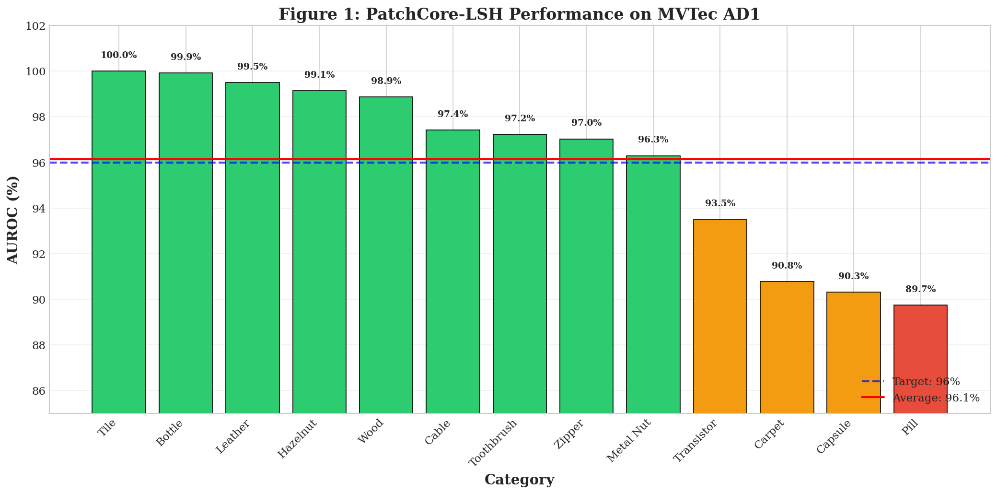 Figure 1: PatchCore-LSH Performance on MVTec AD1
AUROC (%)
102
100
98
96
94
92
90
88
86
100.0%
99.9%
99.5%
99.1%
98.9%
97.4%
97.2%
97.0%
96.3%
93.5%
90.8%
90.3%
89.7%
Target: 96%
Average: 96.1%
Tile
Bottle
Leather
Hazelnut
Wood
Cable
Toothbrush
Zipper
Metal Nut
Transistor
Carpet
Capsule
Pill
Category